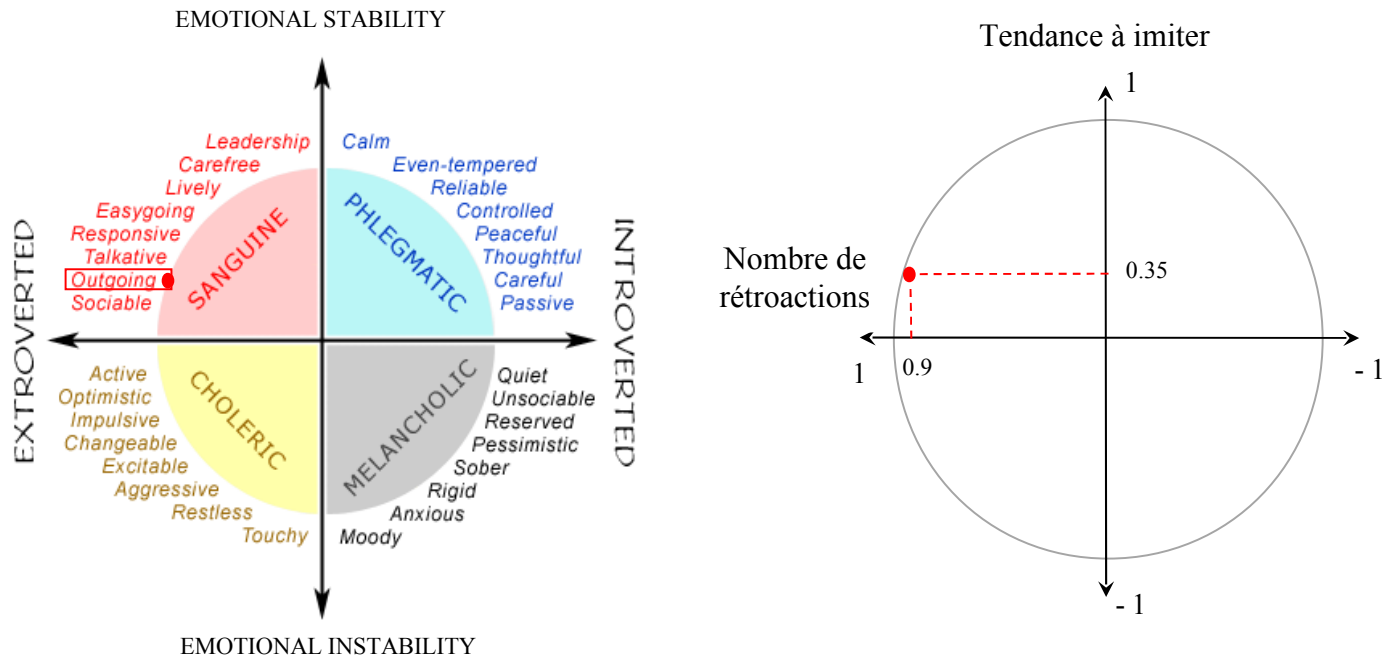 EMOTIONAL STABILITY
Leadership
Carefree
Lively
Easygoing
Responsive
Talkative
Outgoing
Sociable
SANGUINE
Calm
Even-tempered
Reliable
Controlled
Peaceful
Thoughtful
Careful
Passive
PHLEGMATIC
EXTROVERTED
INTROVERTED
Active
Optimistic
Impulsive
Changeable
Excitable
Aggressive
Restless
Touchy
CHOLERIC
Quiet
Unsociable
Reserved
Pessimistic
Sober
Rigid
Anxious
Moody
MELANCHOLIC
EMOTIONAL INSTABILITY
Tendance à imiter
1
Nombre de
rétroactions
0.35
1
0.9
- 1
- 1